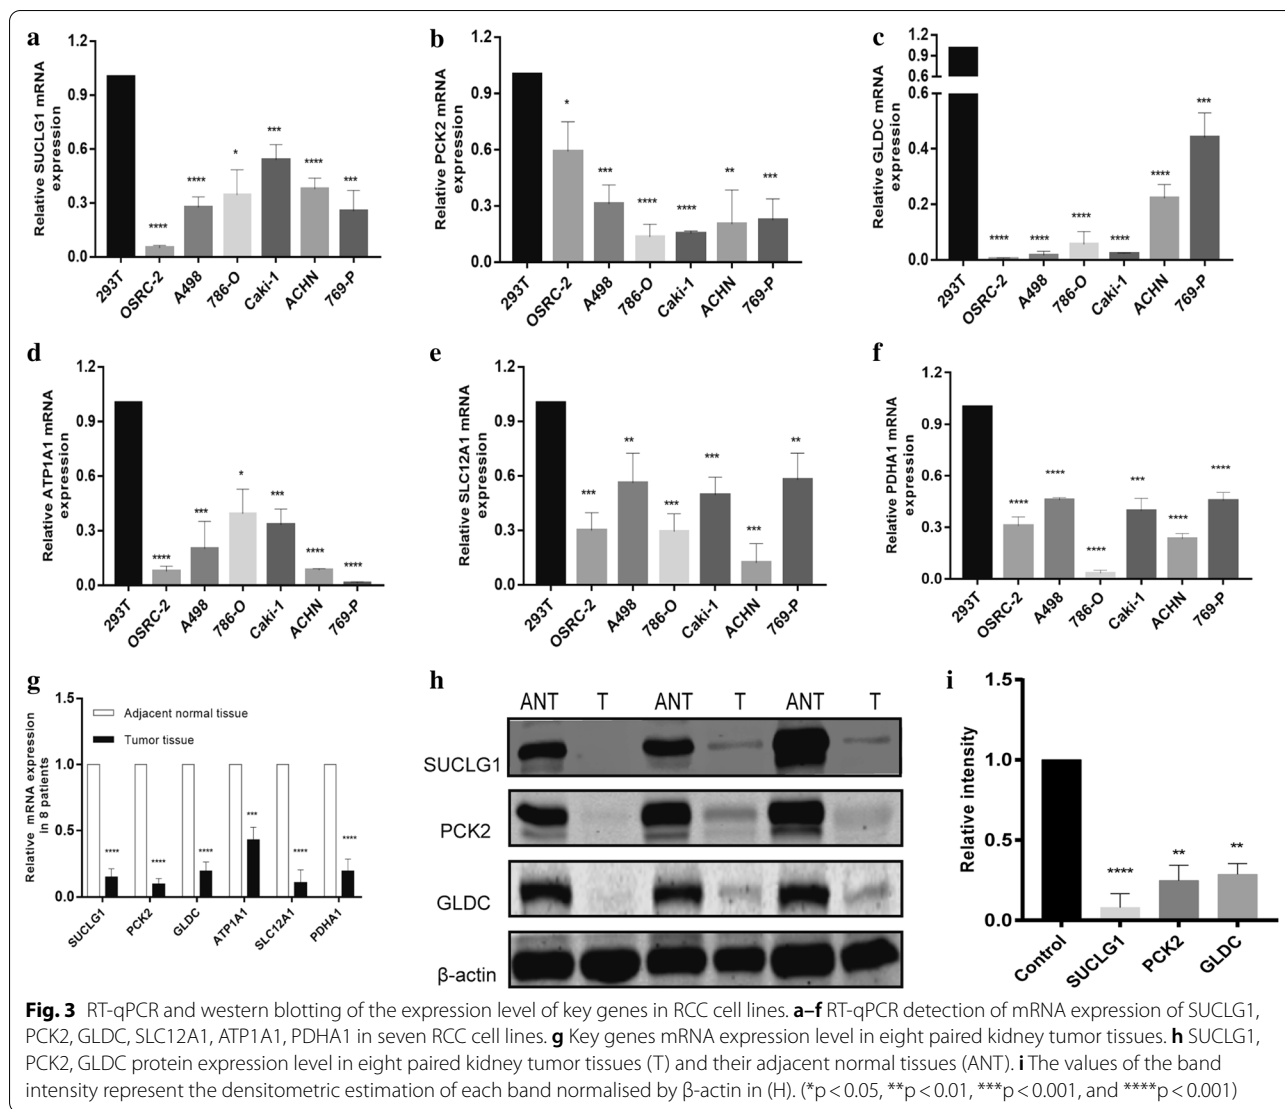 a
Relative SUCLG1 mRNA
expression
1.2
0.9
0.6
0.3
0.0
****
****
*
***
****
***
293T
OSRC-2
A498
786-O
Caki-1
ACHN
769-P
b
Relative PCK2 mRNA
expression
1.2
0.9
0.6
0.3
0.0
*
***
****
****
**
***
293T
OSRC-2
A498
786-O
Caki-1
ACHN
769-P
c
Relative GLDC mRNA
expression
1.2
0.9
0.6
0.6
0.4
0.2
0.0
****
****
****
****
****
***
293T
OSRC-2
A498
786-O
Caki-1
ACHN
769-P
d
Relative ATP1A1 mRNA
expression
1.2
0.9
0.6
0.3
0.0
****
***
*
***
****
****
293T
OSRC-2
A498
786-O
Caki-1
ACHN
769-P
e
Relative SLC12A1 mRNA
expression
1.2
0.9
0.6
0.3
0.0
***
**
***
***
***
**
293T
OSRC-2
A498
786-O
Caki-1
ACHN
769-P
f
Relative PDHA1 mRNA
expression
1.2
0.9
0.6
0.3
0.0
****
****
****
***
****
****
293T
OSRC-2
A498
786-O
Caki-1
ACHN
769-P
g
Relative mRNA expression
in 8 patients
1.5
1.0
0.5
0.0
Adjacent normal tissue
Tumor tissue
****
****
****
***
****
****
SUCLG1
PCK2
GLDC
ATP1A1
SLC12A1
PDHA1
h
ANT T ANT T ANT T
SUCLG1
PCK2
GLDC
β-actin
i
Relative intensity
1.5
1.0
0.5
0.0
****
**
**
Control
SUCLG1
PCK2
GLDC
Fig. 3 RT-qPCR and western blotting of the expression level of key genes in RCC cell lines. a–f RT-qPCR detection of mRNA expression of SUCLG1,
PCK2, GLDC, SLC12A1, ATP1A1, PDHA1 in seven RCC cell lines. g Key genes mRNA expression level in eight paired kidney tumor tissues. h SUCLG1,
PCK2, GLDC protein expression level in eight paired kidney tumor tissues (T) and their adjacent normal tissues (ANT). i The values of the band
intensity represent the densitometric estimation of each band normalised by β-actin in (H). (*p < 0.05, **p < 0.01, ***p < 0.001, and ****p < 0.001)